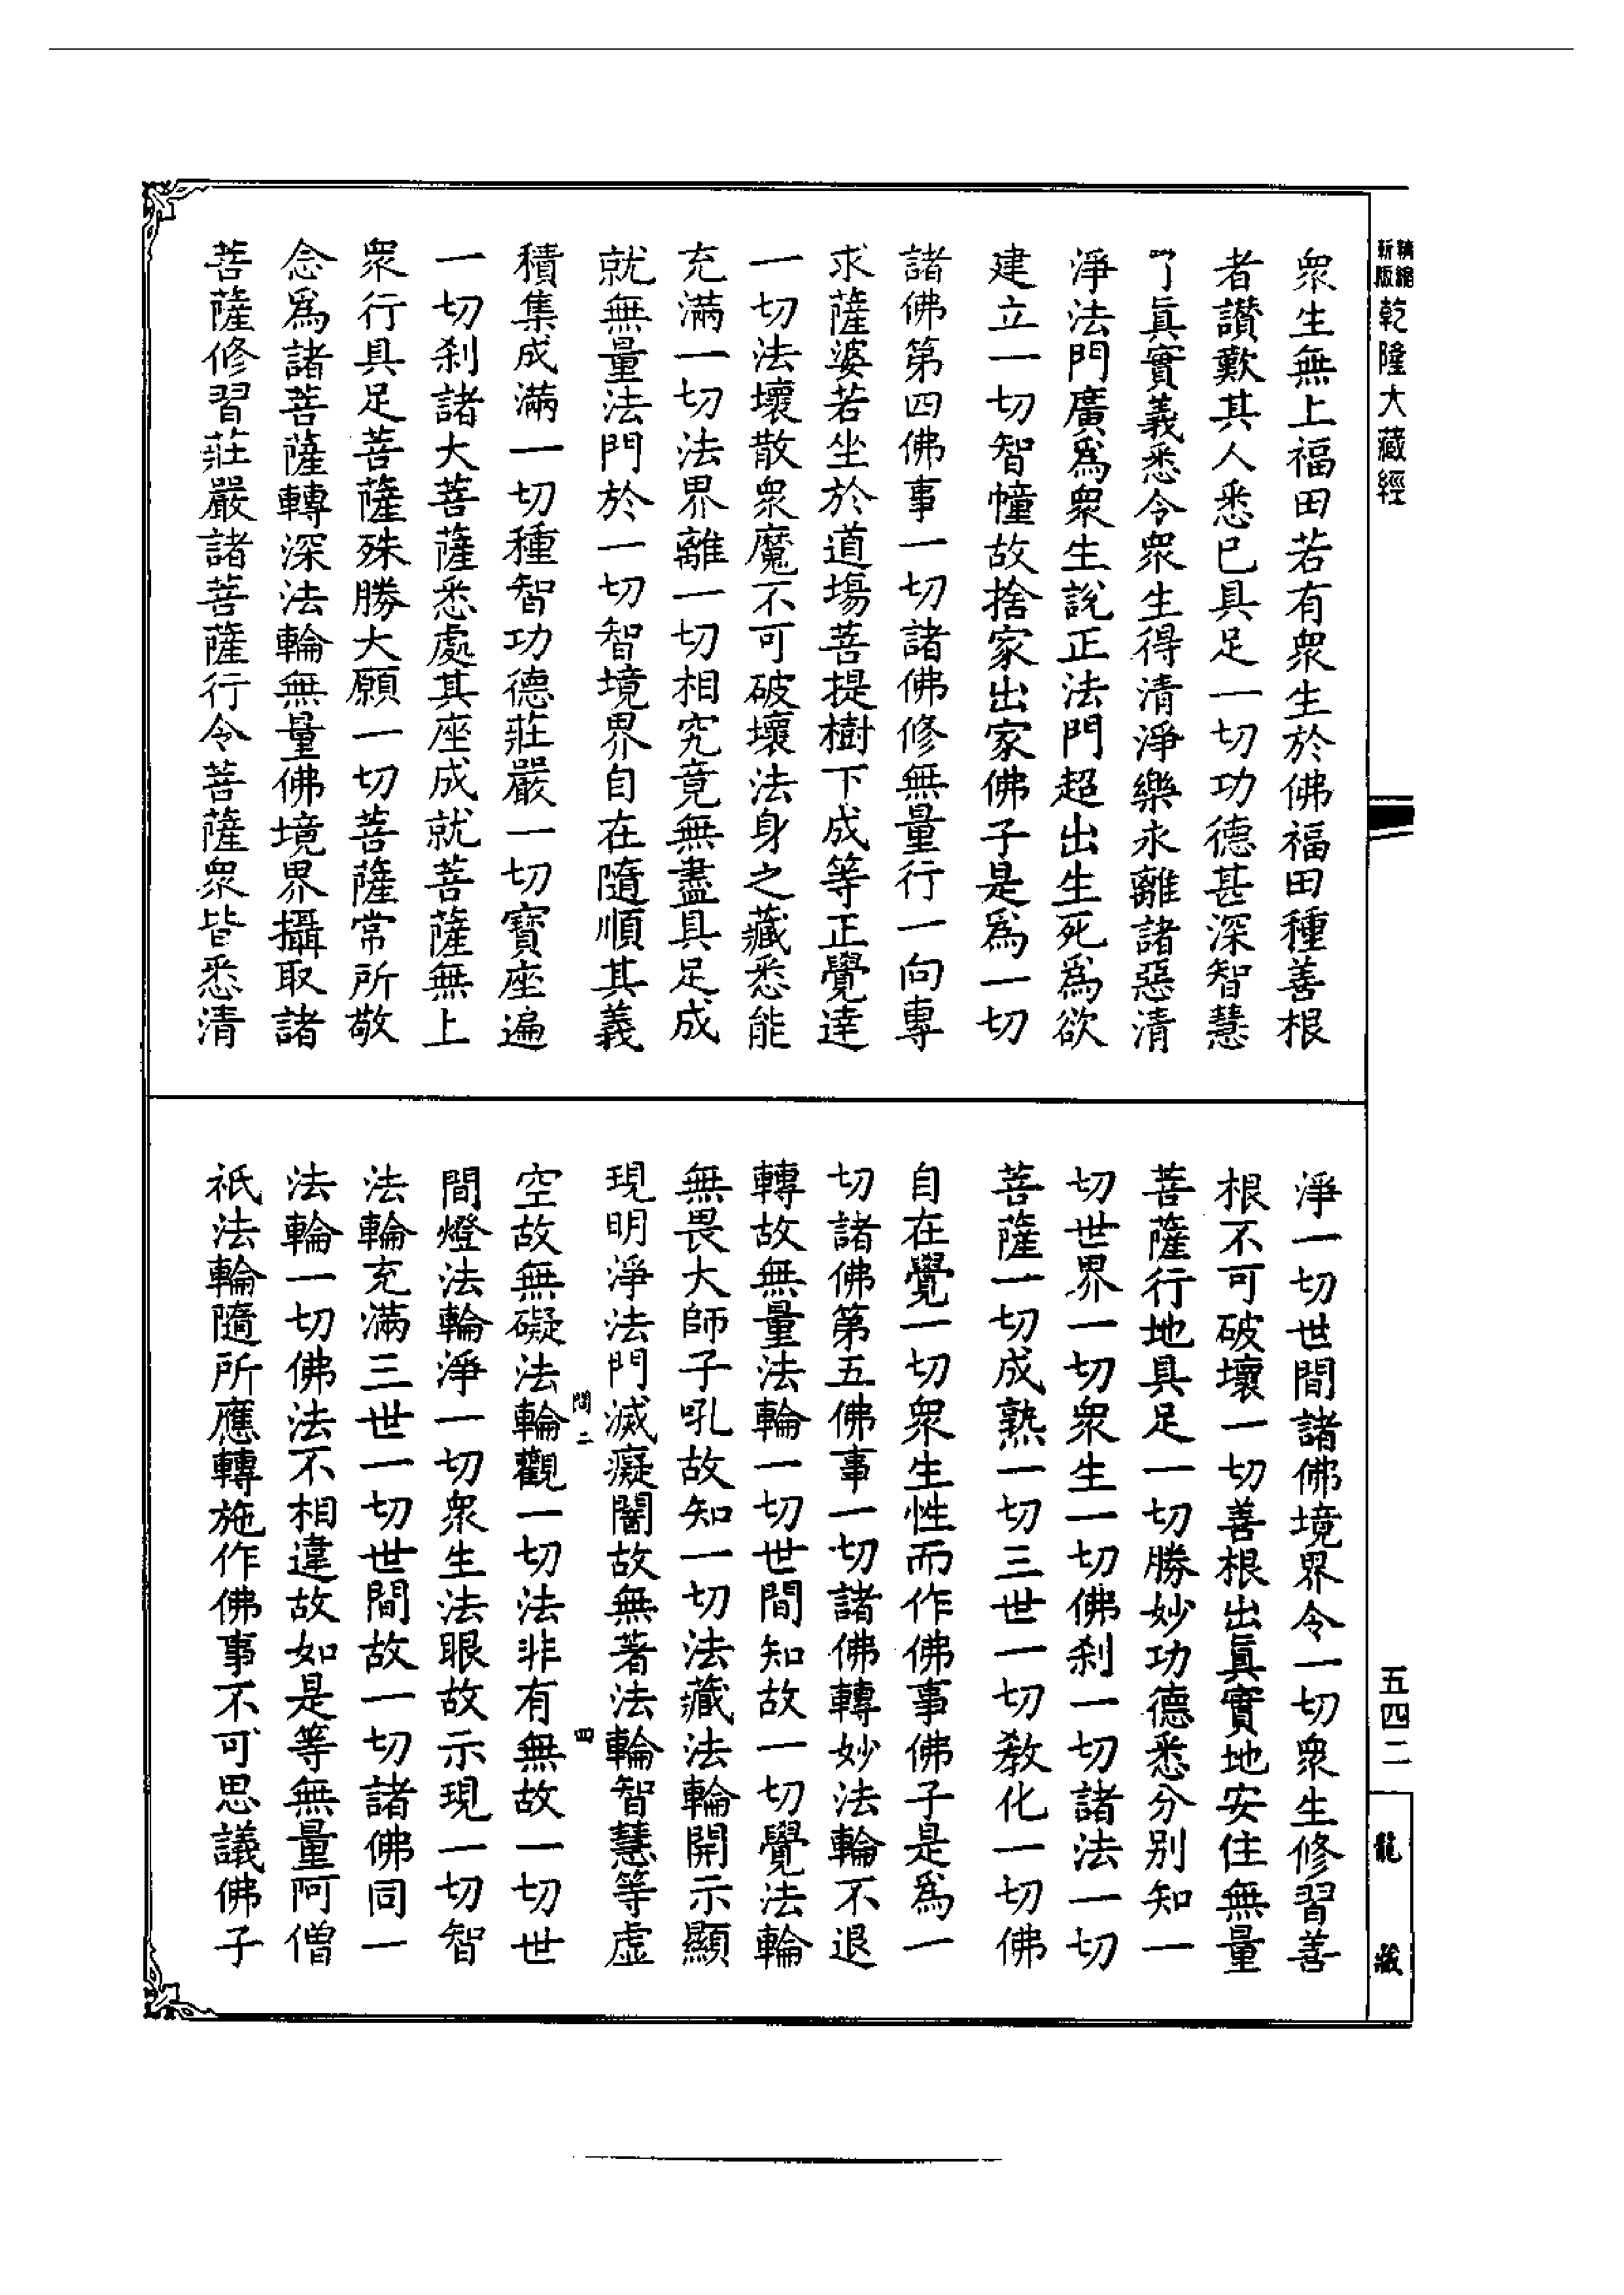 精縮
新版
乾隆大藏經
五四二
龍藏
衆生無上福田若有衆生於佛福田種善根
者讚歎其人悉已具足一切功德甚深智慧
了眞實義悉令衆生得清淨樂永離諸惡清
淨法門廣爲衆生說正法門超出生死爲欲
建立一切智幢故捨家出家佛子是爲一切
諸佛第四佛事一切諸佛修無量行一向專
求薩婆若坐於道場菩提樹下成等正覺達
一切法壞散衆魔不可破壞法身之藏悉能
充滿一切法界離一切相究竟無盡具足成
就無量法門於一切智境界自在隨順其義
積集成滿一切種智功德莊嚴一切寶座遍
一切刹諸大菩薩悉處其座成就菩薩無上
衆行具足菩薩殊勝大願一切菩薩常所敬
念爲諸菩薩轉深法輪無量佛境界攝取諸
菩薩修習莊嚴諸菩薩行令菩薩衆皆悉清
淨一切世間諸佛境界令一切衆生修習善
根不可破壞一切善根出眞實地安住無量
菩薩行地具足一切勝妙功德悉分别知一
切世界一切衆生一切佛刹一切諸法一切
菩薩一切成熟一切三世一切教化一切佛
自在覺一切衆生性而作佛事佛子是爲一
切諸佛第五佛事一切諸佛轉妙法輪不退
轉故無量法輪一切世間知故一切覺法輪
無畏大師子吼故知一切法藏法輪開示顯
現明淨法門滅癡闇故無著法輪智慧等虚
閏二 四
空故無礙法輪觀一切法非有無故一切世
間燈法輪淨一切衆生法眼故示現一切智
法輪充滿三世一切世間故一切諸佛同一
法輪一切佛法不相違故如是等無量阿僧
祇法輪隨所應轉施作佛事不可思議佛子